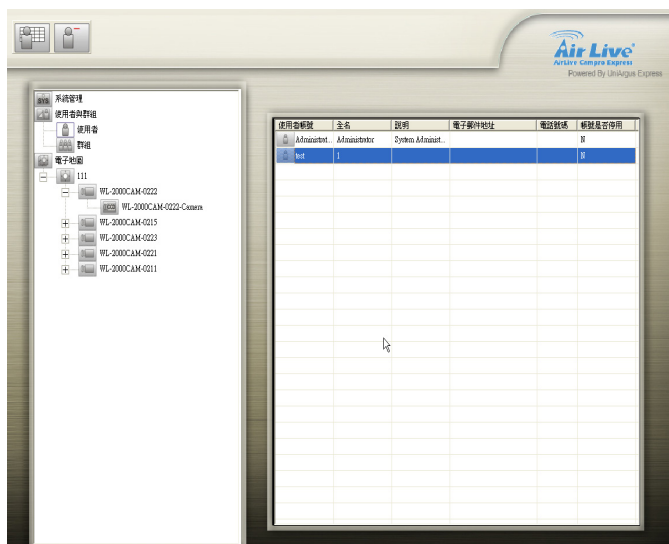 Air Live
AirLive Campro Express
Powered By UniArgus Express
SYS 系統管理
使用者與群組
使用者
群組
電子地圖
111
WL-2000CAM-0222
WL-2000CAM-0222-Camera
WL-2000CAM-0215
WL-2000CAM-0223
WL-2000CAM-0221
WL-2000CAM-0211
使用者帳號 全名 說明 電子郵件地址 電話號碼 帳號是否停用
Administrat... Administrator System Administ... N
test 1 N